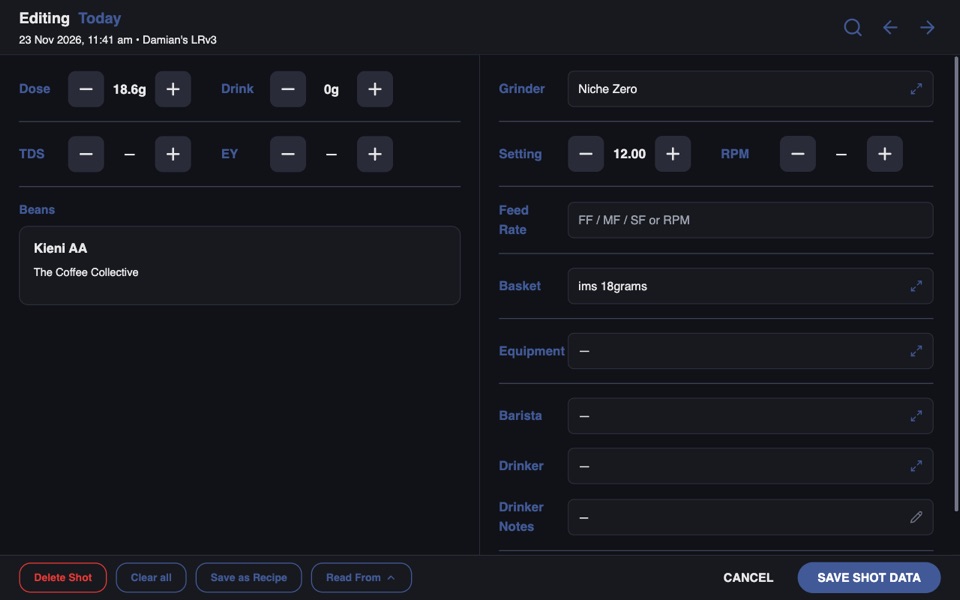 Editing Today
23 Nov 2026, 11:41 am • Damian's LRv3
Dose − 18.6g + Drink − 0g +
TDS − – + EY − – +
Beans
Kieni AA
The Coffee Collective
Grinder Niche Zero
Setting − 12.00 + RPM − – +
Feed
Rate
FF / MF / SF or RPM
Basket ims 18grams
Equipment –
Barista –
Drinker –
Drinker
Notes
–
Delete Shot Clear all Save as Recipe Read From CANCEL SAVE SHOT DATA